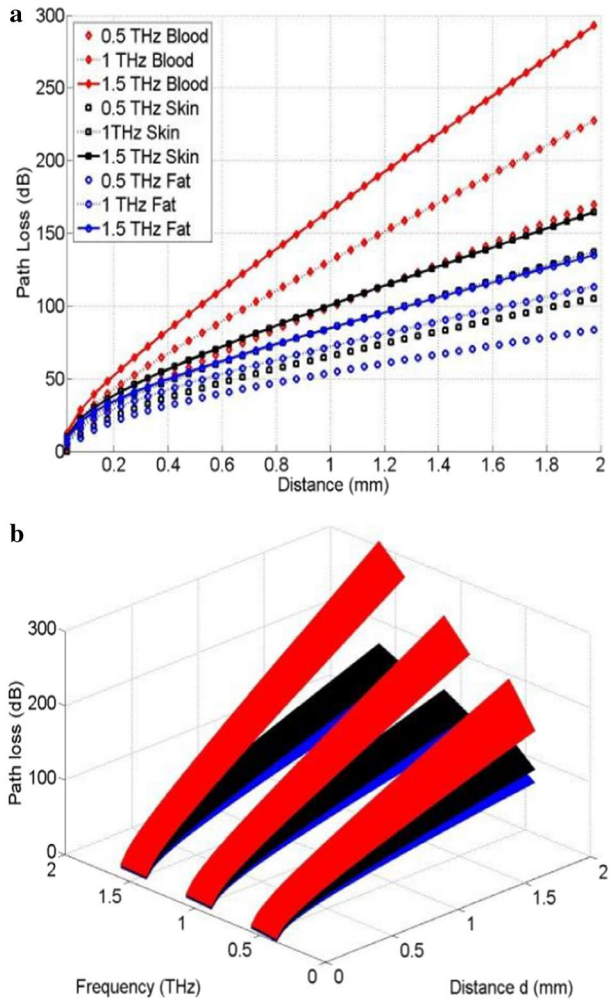 a
300
250
200
150
100
50
0
Path Loss (dB)
0.5 THz Blood
1 THz Blood
1.5 THz Blood
0.5 THz Skin
1THz Skin
1.5 THz Skin
0.5 THz Fat
1 THz Fat
1.5 THz Fat
0.2 0.4 0.6 0.8 1 1.2 1.4 1.6 1.8 2
Distance (mm)
b
300
200
100
0
Path loss (dB)
2
1.5
1
0.5
0
Frequency (THz)
0
0.5
1
1.5
2
Distance d (mm)